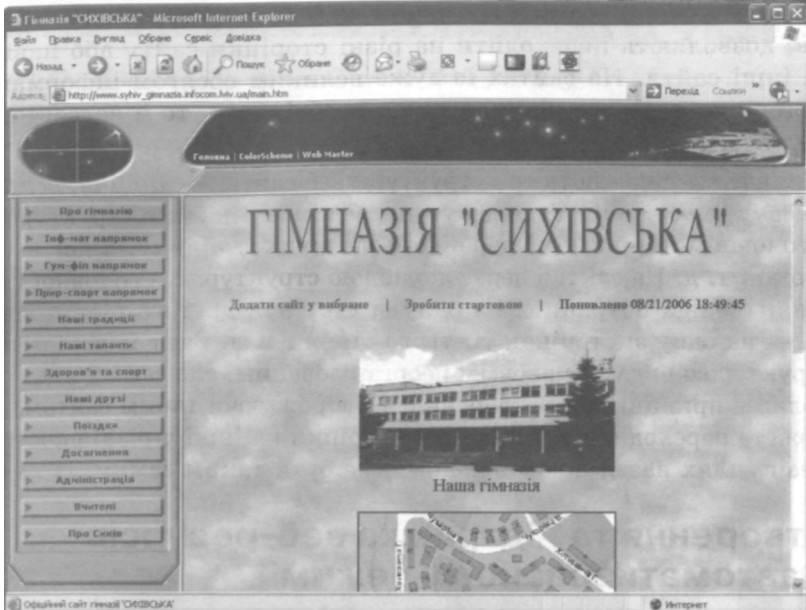 Гімназія "СИХІВСЬКА" - Microsoft Internet Explorer
Файл Правка Вигляд Обране Сервіс Довідка
Назад Пошук Обране
Адреса http://www.syhiv_gimnazia.infocom.lviv.ua/main.htm Перехід Ссылки »
Головна | ColorScheme | Web Master
Про гімназію
Інф-мат напрямок
Гум-філ напрямок
Прир-спорт напрямок
Наші традиції
Наші таланти
Здоров'я та спорт
Наші друзі
Поїздки
Досягнення
Адміністрація
Вчителі
Про Сихів
ГІМНАЗІЯ "СИХІВСЬКА"
Додати сайт у вибране | Зробити стартовою | Поновлено 08/21/2006 18:49:45
Наша гімназія
Офіційний сайт гімназії "СИХІВСЬКА" Интернет